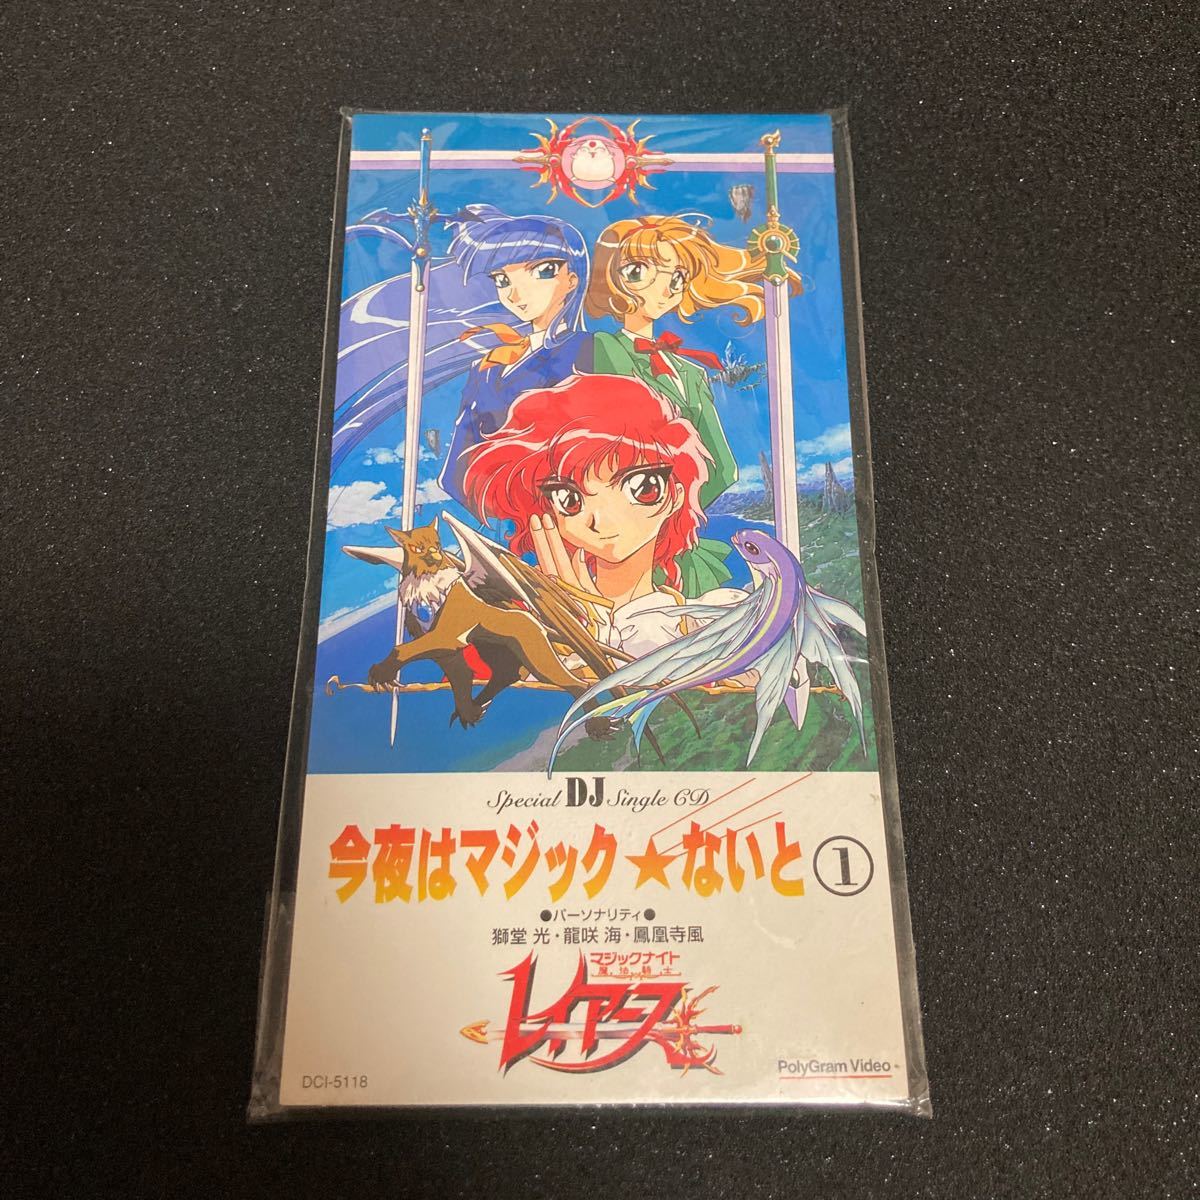 Special DJ Single CD
今夜はマジック★ないと①
●パーソナリティ●
獅堂 光・龍咲 海・鳳凰寺風
マジックナイト
魔法騎士
レイアース
DCI-5118
PolyGram Video